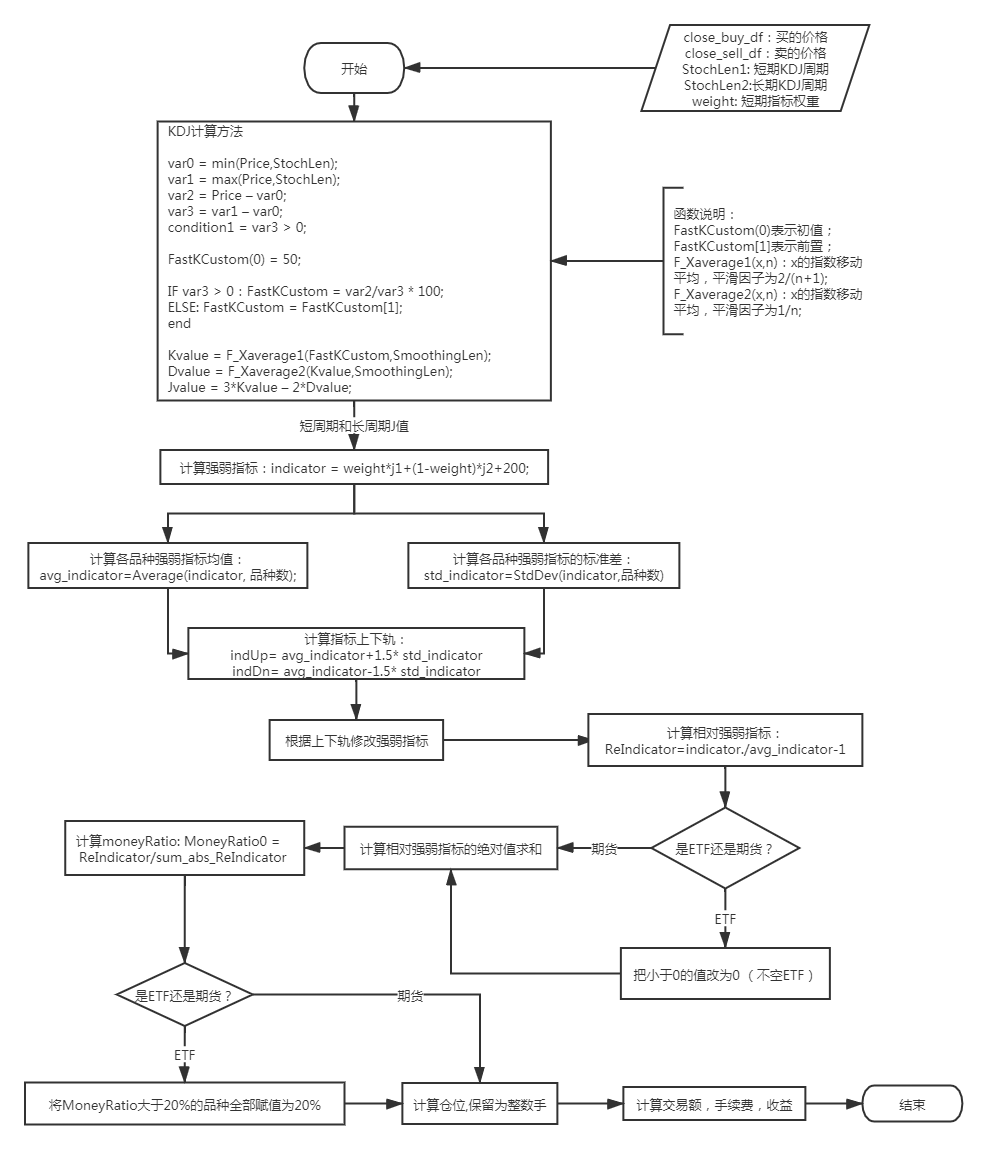 close_buy_df：买的价格
close_sell_df：卖的价格
StochLen1: 短期KDJ周期
StochLen2:长期KDJ周期
weight: 短期指标权重
开始
KDJ计算方法
var0 = min(Price,StochLen);
var1 = max(Price,StochLen);
var2 = Price – var0;
var3 = var1 – var0;
condition1 = var3 > 0;
FastKCustom(0) = 50;
IF var3 > 0 : FastKCustom = var2/var3 * 100;
ELSE: FastKCustom = FastKCustom[1];
end
Kvalue = F_Xaverage1(FastKCustom,SmoothingLen);
Dvalue = F_Xaverage2(Kvalue,SmoothingLen);
Jvalue = 3*Kvalue – 2*Dvalue;
函数说明：
FastKCustom(0)表示初值；
FastKCustom[1]表示前置；
F_Xaverage1(x,n)：x的指数移动
平均，平滑因子为2/(n+1);
F_Xaverage2(x,n)：x的指数移动
平均，平滑因子为1/n;
短周期和长周期J值
计算强弱指标：indicator = weight*j1+(1-weight)*j2+200;
计算各品种强弱指标均值：
avg_indicator=Average(indicator, 品种数);
计算各品种强弱指标的标准差：
std_indicator=StdDev(indicator,品种数)
计算指标上下轨：
indUp= avg_indicator+1.5* std_indicator
indDn= avg_indicator-1.5* std_indicator
根据上下轨修改强弱指标
计算相对强弱指标：
ReIndicator=indicator./avg_indicator-1
是ETF还是期货？
期货
计算相对强弱指标的绝对值求和
计算moneyRatio: MoneyRatio0 =
ReIndicator/sum_abs_ReIndicator
ETF
把小于0的值改为0（不空ETF）
是ETF还是期货？
期货
ETF
将MoneyRatio大于20%的品种全部赋值为20%
计算仓位,保留为整数手
计算交易额，手续费，收益
结束